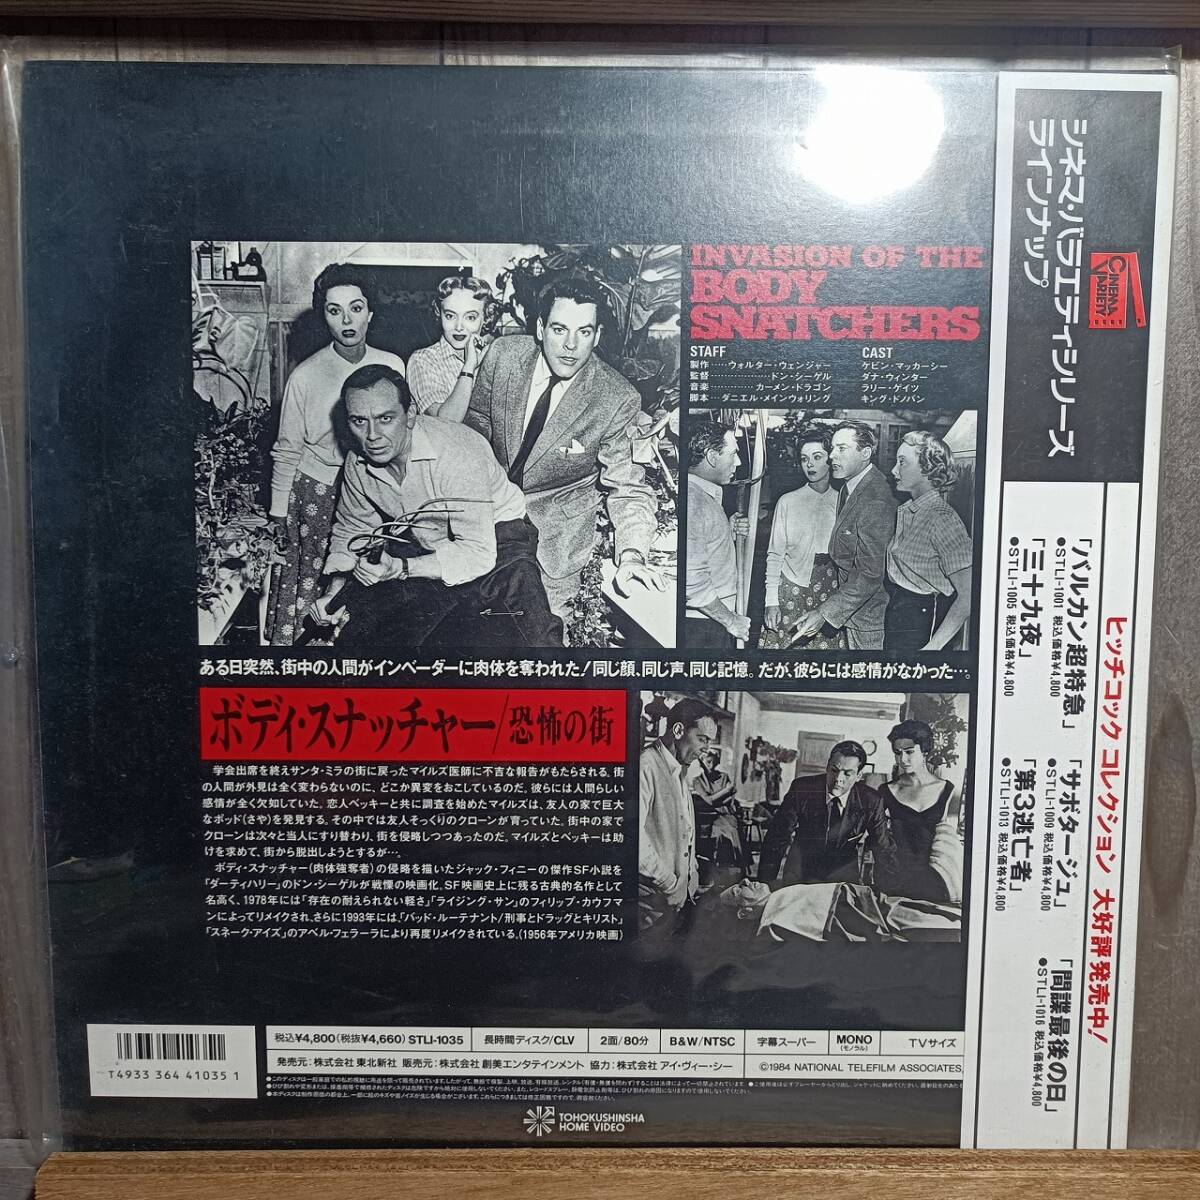 INVASION OF THE
BODY
SNATCHERS
STAFF
製作‥‥ウォルター・ウェンジャー
監督‥‥‥‥‥‥ドン・シーゲル
音楽‥‥‥‥カーメン・ドラゴン
脚本‥ダニエル・メインウォリング
CAST
ケビン・マッカーシー
ダナ・ウィンター
ラリー・ゲイツ
キング・ドノバン
ある日突然、街中の人間がインベーダーに肉体を奪われた!同じ顔、同じ声、同じ記憶。だが、彼らには感情がなかった…。
ボディ・スナッチャー/恐怖の街
学会出席を終えサンタ・ミラの街に戻ったマイルズ医師に不吉な報告がもたらされる。街
の人間が外見は全く変わらないのに、どこか異変をおこしているのだ。彼らには人間らしい
感情が全く欠如していた。恋人ベッキーと共に調査を始めたマイルズは、友人の家で巨大
なポッド(さや)を発見する。その中では友人そっくりのクローンが育っていた。街中の家で
クローンは次々と当人にすり替わり、街を侵略しつつあったのだ。マイルズとベッキーは助
けを求めて、街から脱出しようとするが…。
ボディ・スナッチャー(肉体強奪者)の侵略を描いたジャック・フィニーの傑作SF小説を
「ダーティハリー」のドン・シーゲルが戦慄の映画化。SF映画史上に残る古典的名作として
名高く、1978年には「存在の耐えられない軽さ」「ライジング・サン」のフィリップ・カウフマ
ンによってリメイクされ、さらに1993年には、「バッド・ルーテナント/刑事とドラッグとキリスト」
「スネーク・アイズ」のアベル・フェラーラにより再度リメイクされている。(1956年アメリカ映画)
T4933 364 41035 1
税込¥4,800(税抜¥4,660) STLI-1035
長時間ディスク/CLV
2面/80分
B&W/NTSC
字幕スーパー
MONO
(モノラル)
TVサイズ
発売元:株式会社 東北新社 販売元:株式会社 創美エンタテインメント 協力:株式会社 アイ・ヴィー・シー
©1984 NATIONAL TELEFILM ASSOCIATES,
TOHOKUSHINSHA
HOME VIDEO
CINEMA
VARIETY
シネマ・バラエティシリーズ
ラインナップ
ヒッチコック コレクション 大好評 発売中!
「バルカン超特急」
●STLI-1001 税込価格¥4,800
「三十九夜」
●STLI-1005 税込価格¥4,800
「サボタージュ」
●STLI-1009 税込価格¥4,800
「第3逃亡者」
●STLI-1013 税込価格¥4,800
「間諜最後の日」
●STLI-1016 税込価格¥4,800